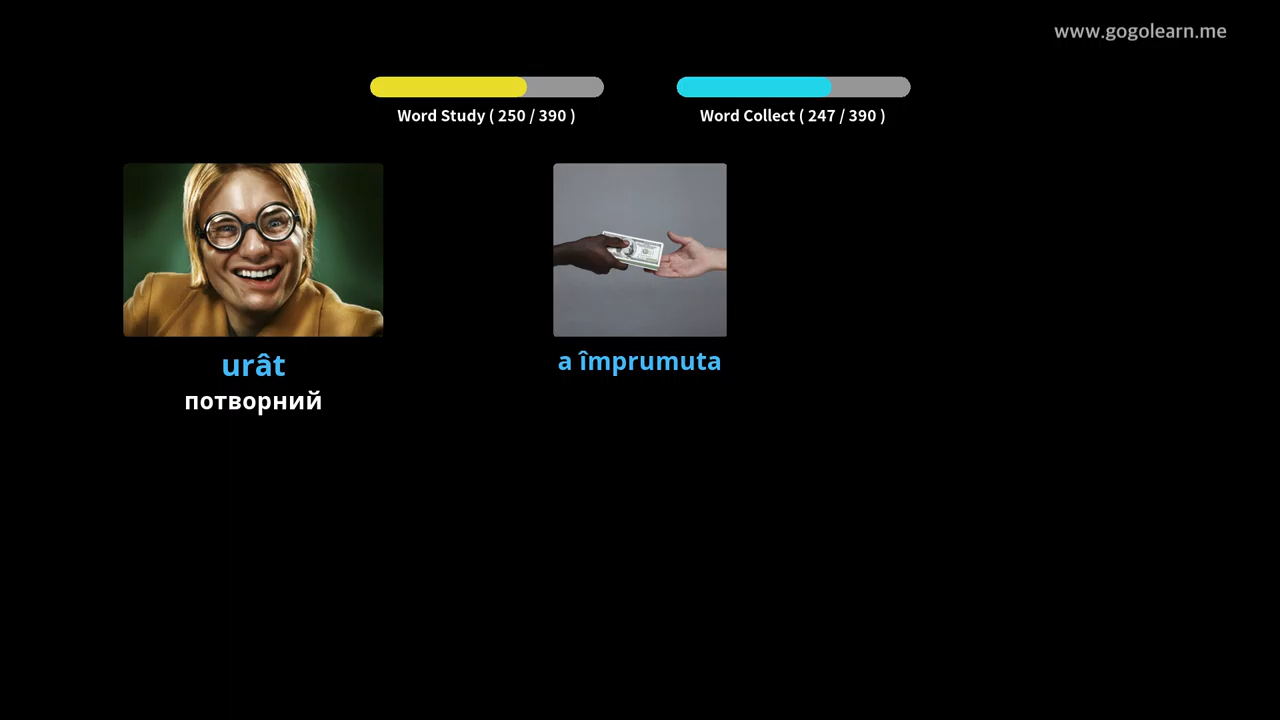 www.gogolearn.me
Word Study ( 250 / 390 )
Word Collect ( 247 / 390 )
urât
потворний
a împrumuta